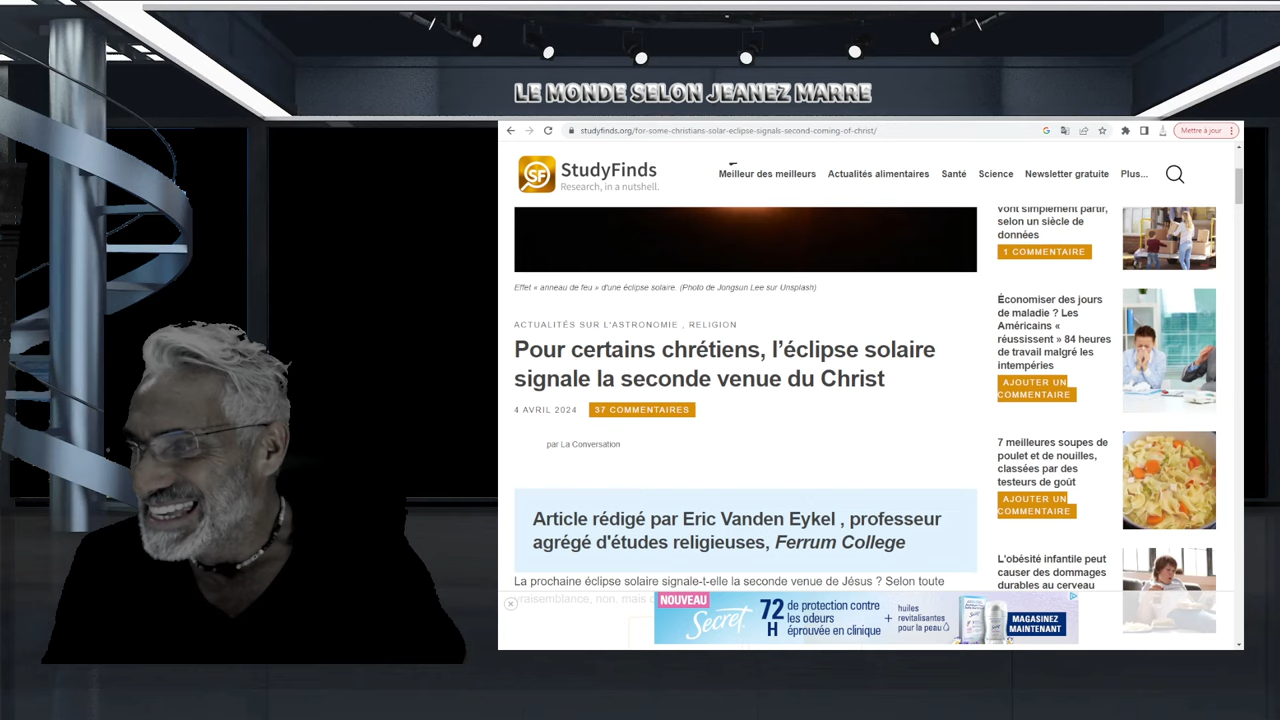 LE MONDE SELON JEANEZ MARRE
studyfinds.org/for-some-christians-solar-eclipse-signals-second-coming-of-christ/
Mettre à jour
SF
StudyFinds
Research, in a nutshell.
Meilleur des meilleurs
Actualités alimentaires
Santé
Science
Newsletter gratuite
Plus...
Effet « anneau de feu » d'une éclipse solaire. (Photo de Jongsun Lee sur Unsplash)
ACTUALITÉS SUR L'ASTRONOMIE , RELIGION
Pour certains chrétiens, l’éclipse solaire
signale la seconde venue du Christ
4 AVRIL 2024
37 COMMENTAIRES
par La Conversation
Article rédigé par Eric Vanden Eykel , professeur
agrégé d'études religieuses, Ferrum College
La prochaine éclipse solaire signale-t-elle la seconde venue de Jésus ? Selon toute
vraisemblance, non, mais
vont simplement partir,
selon un siècle de
données
1 COMMENTAIRE
Économiser des jours
de maladie ? Les
Américains «
réussissent » 84 heures
de travail malgré les
intempéries
AJOUTER UN
COMMENTAIRE
7 meilleures soupes de
poulet et de nouilles,
classées par des
testeurs de goût
AJOUTER UN
COMMENTAIRE
L'obésité infantile peut
causer des dommages
durables au cerveau
NOUVEAU
Secret
72
H
de protection contre
les odeurs
éprouvée en clinique
+
huiles
revitalisantes
pour la peau
MAGASINEZ
MAINTENANT